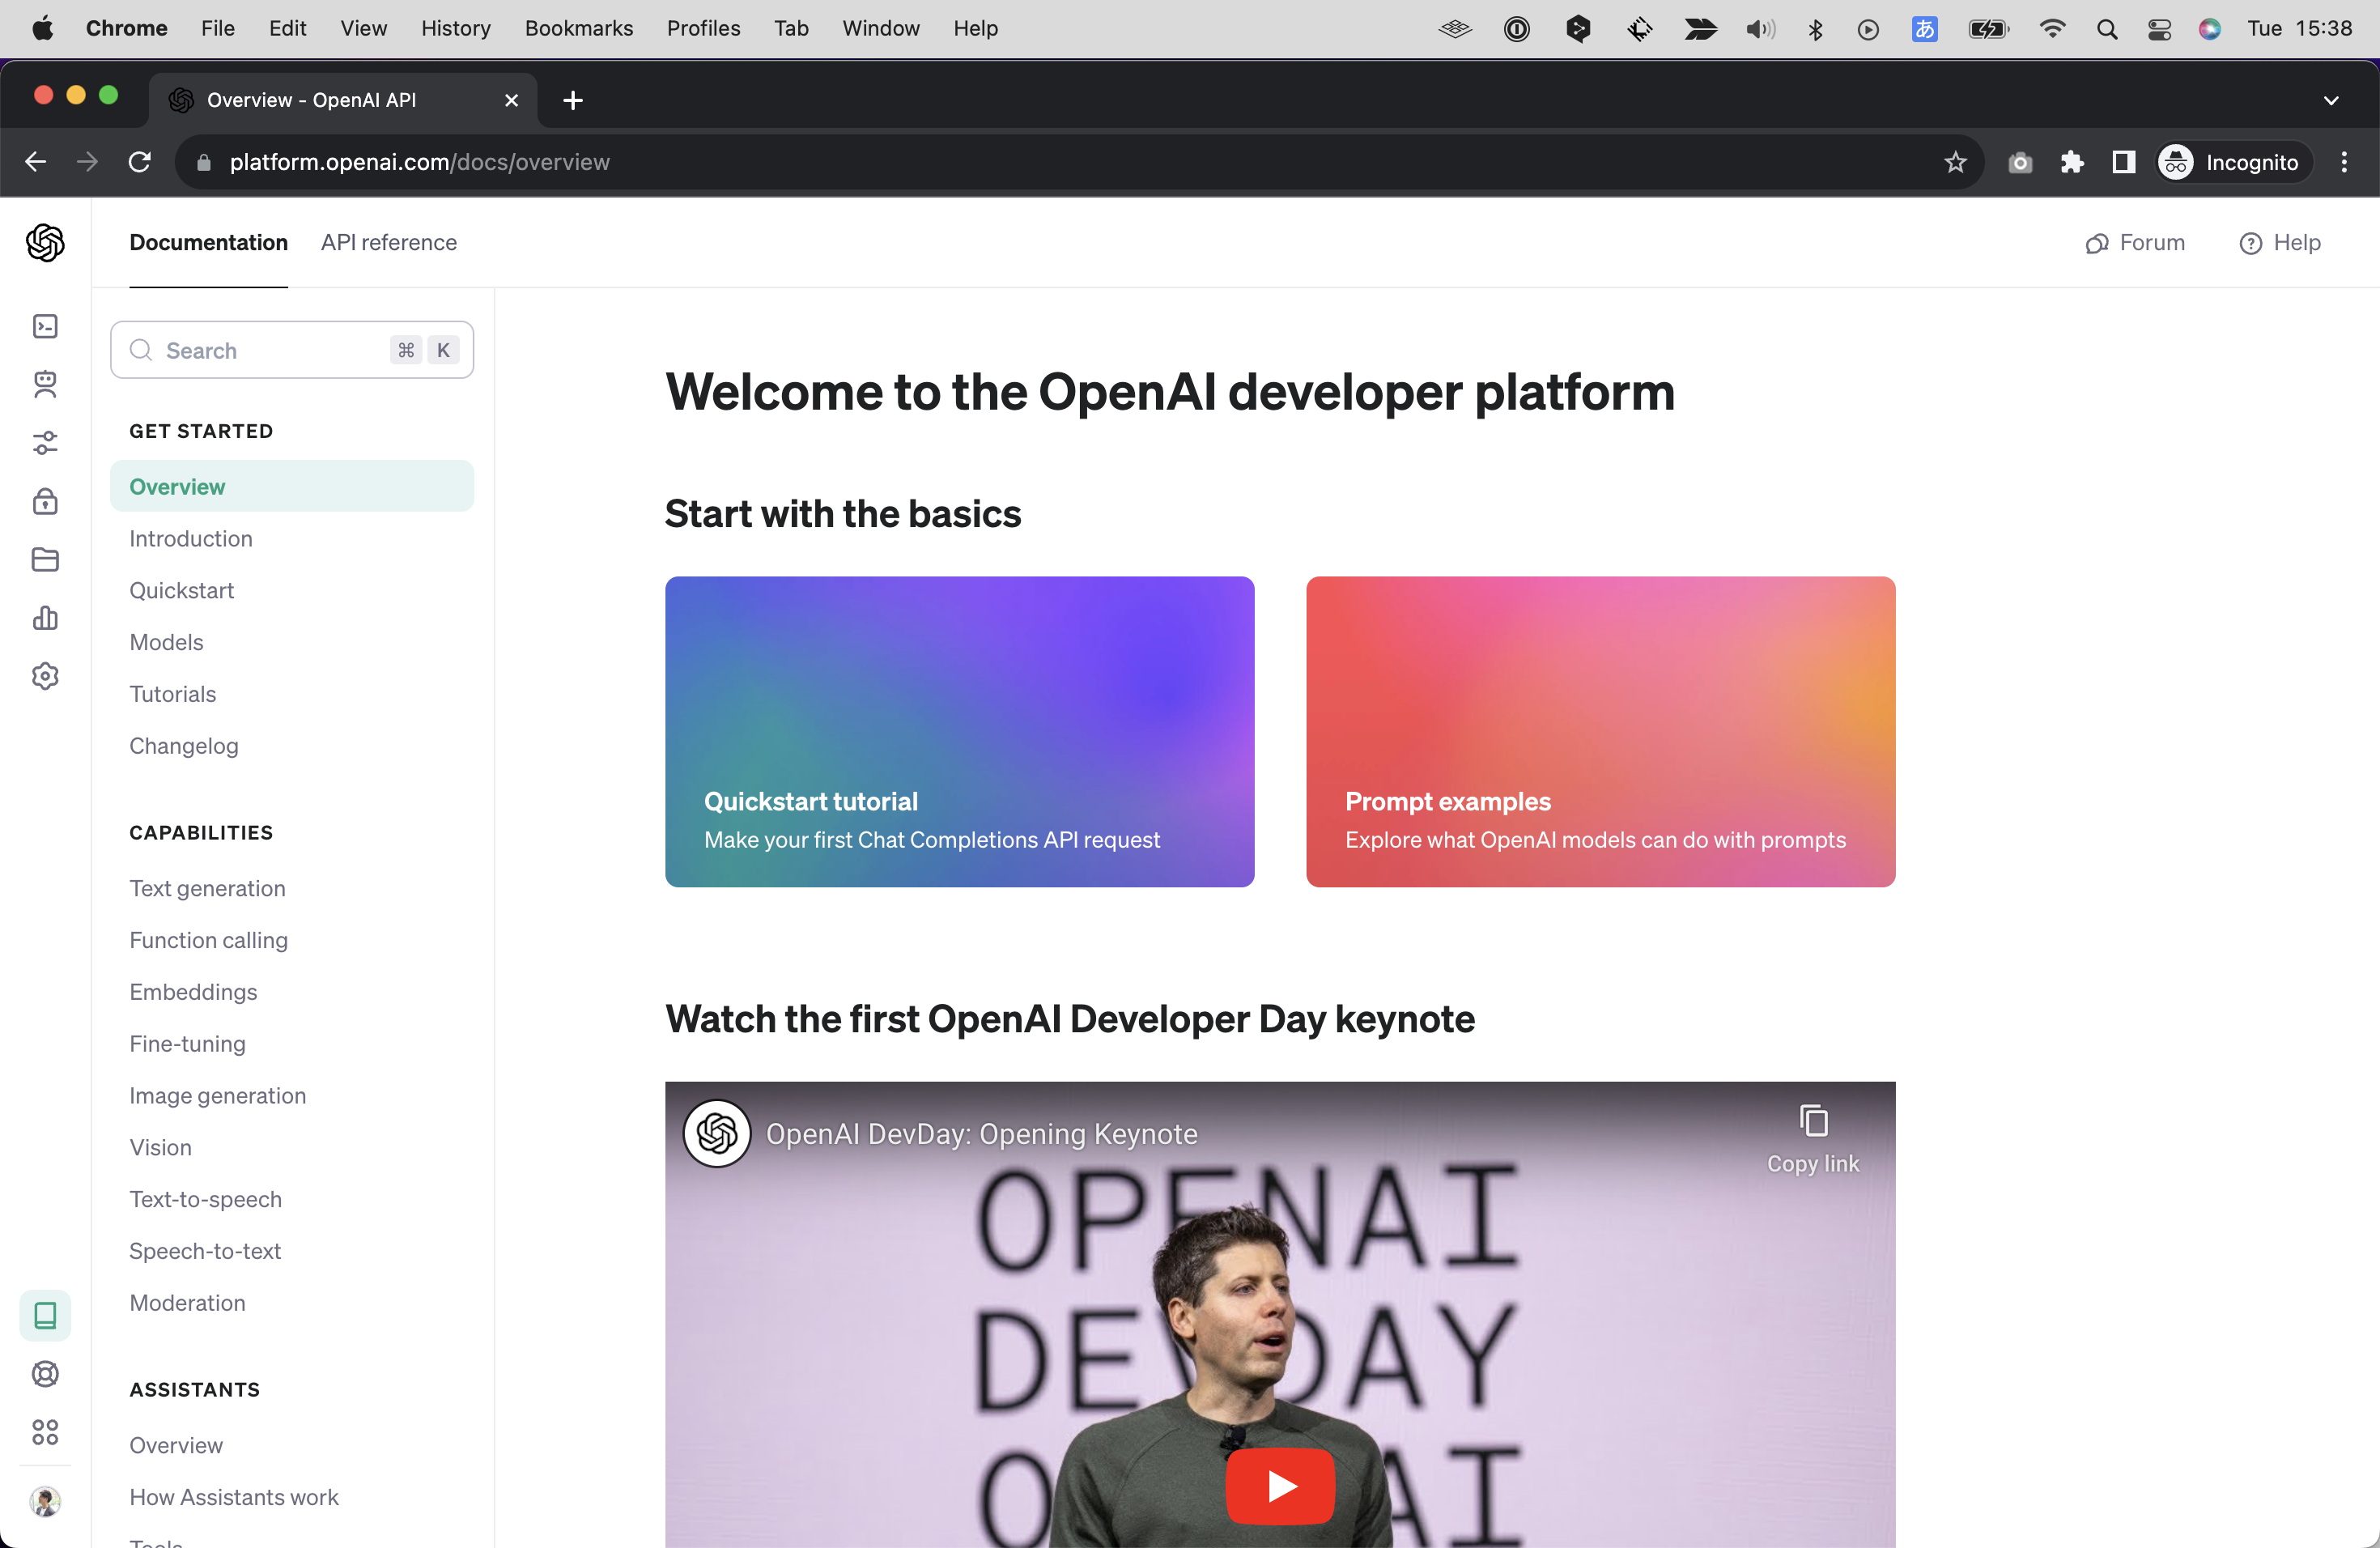 Chrome File Edit View History Bookmarks Profiles Tab Window Help あ Tue 15:38
Overview - OpenAI API
platform.openai.com/docs/overview Incognito
Documentation API reference Forum Help
Search ⌘ K
GET STARTED
Overview
Introduction
Quickstart
Models
Tutorials
Changelog
CAPABILITIES
Text generation
Function calling
Embeddings
Fine-tuning
Image generation
Vision
Text-to-speech
Speech-to-text
Moderation
ASSISTANTS
Overview
How Assistants work
Tools
Welcome to the OpenAI developer platform
Start with the basics
Quickstart tutorial
Make your first Chat Completions API request
Prompt examples
Explore what OpenAI models can do with prompts
Watch the first OpenAI Developer Day keynote
OpenAI DevDay: Opening Keynote
Copy link
OPENAI
DEVDAY